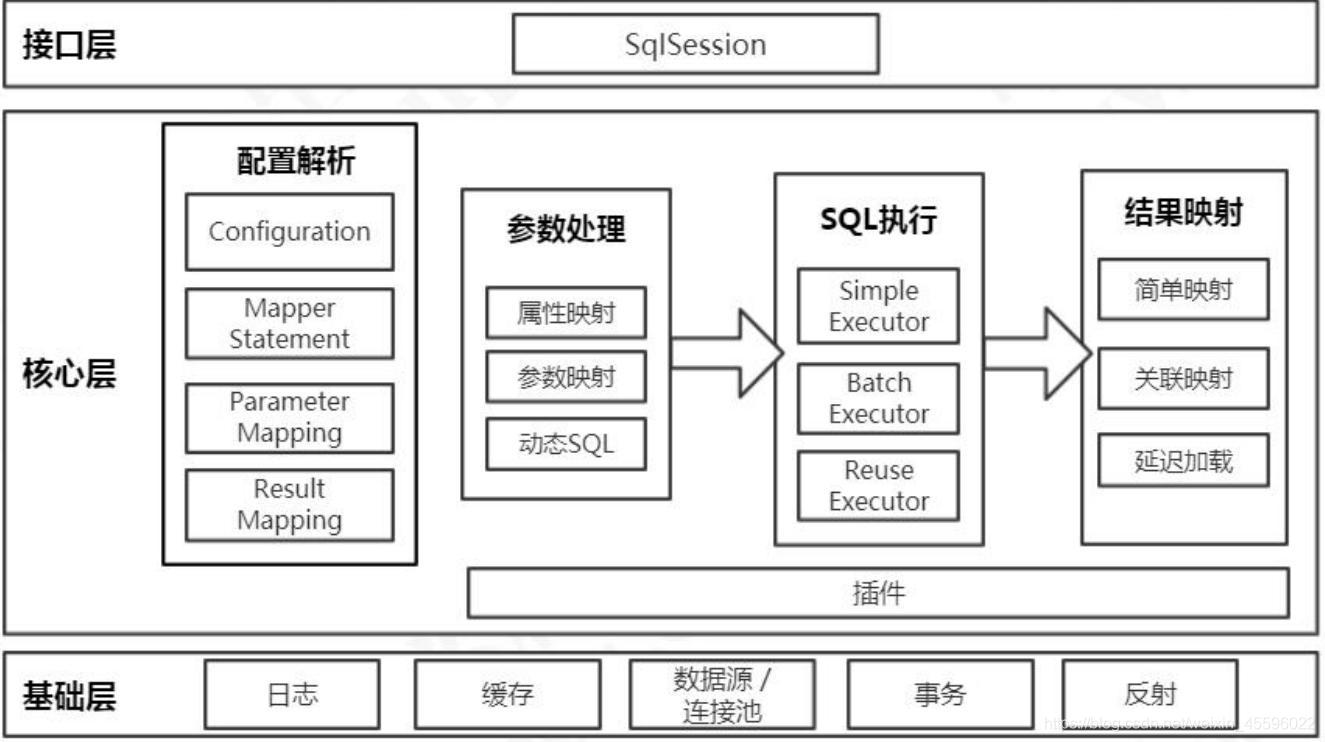 接口层
SqlSession
核心层
配置解析
Configuration
Mapper
Statement
Parameter
Mapping
Result
Mapping
参数处理
属性映射
参数映射
动态SQL
SQL执行
Simple
Executor
Batch
Executor
Reuse
Executor
结果映射
简单映射
关联映射
延迟加载
插件
基础层
日志
缓存
数据源 /
连接池
事务
反射
https://blog.csdn.net/weixin_45596022